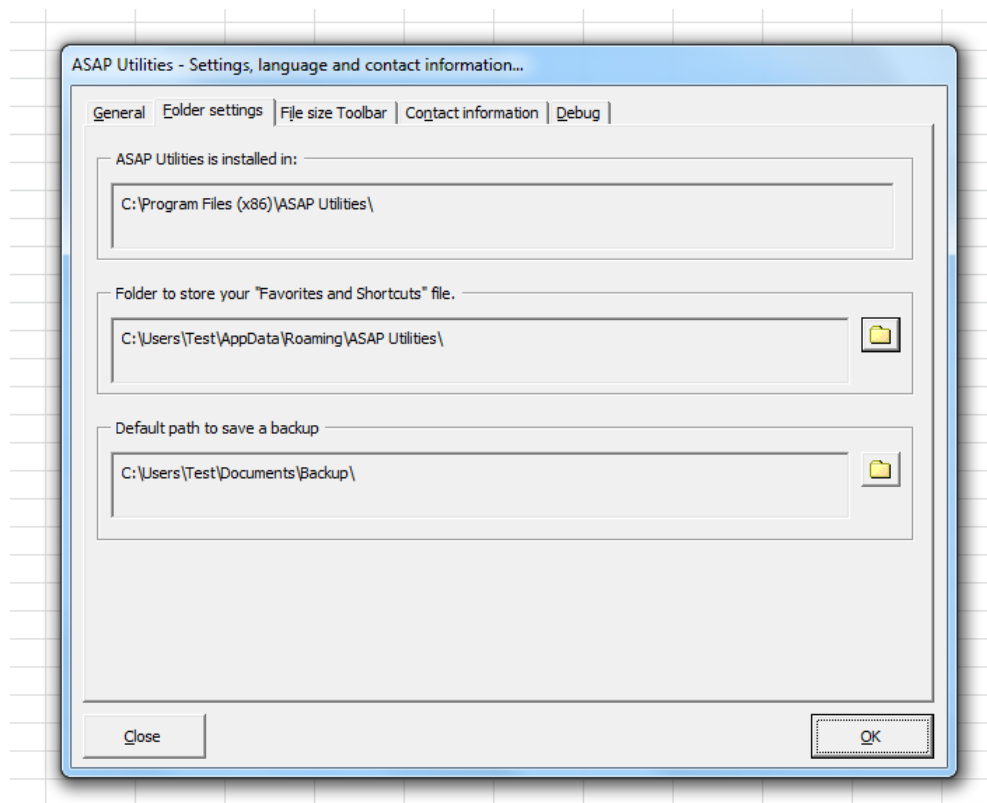 ASAP Utilities - Settings, language and contact information...
General Folder settings File size Toolbar Contact information Debug
ASAP Utilities is installed in:
C:\Program Files (x86)\ASAP Utilities\
Folder to store your "Favorites and Shortcuts" file.
C:\Users\Test\AppData\Roaming\ASAP Utilities\
Default path to save a backup
C:\Users\Test\Documents\Backup\
Close OK